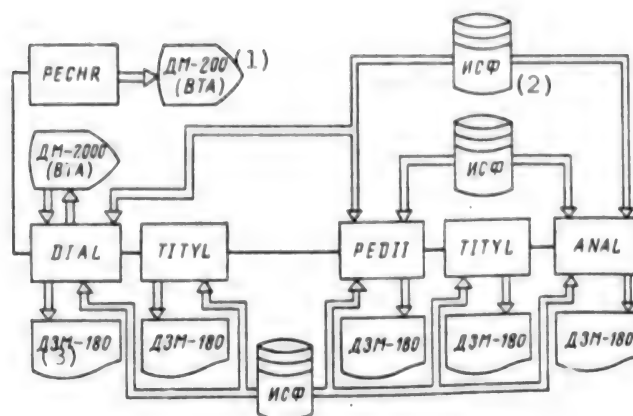 PECHR
ДМ-200 (1)
(ВТА)
ИСФ
(2)
ДМ-2000
(ВТА)
ИСФ
DIAL
TITYL
PEDIT
TITYL
ANAL
ДЗМ-180
(3)
ДЗМ-180
ИСФ
ДЗМ-180
ДЗМ-180
ДЗМ-180